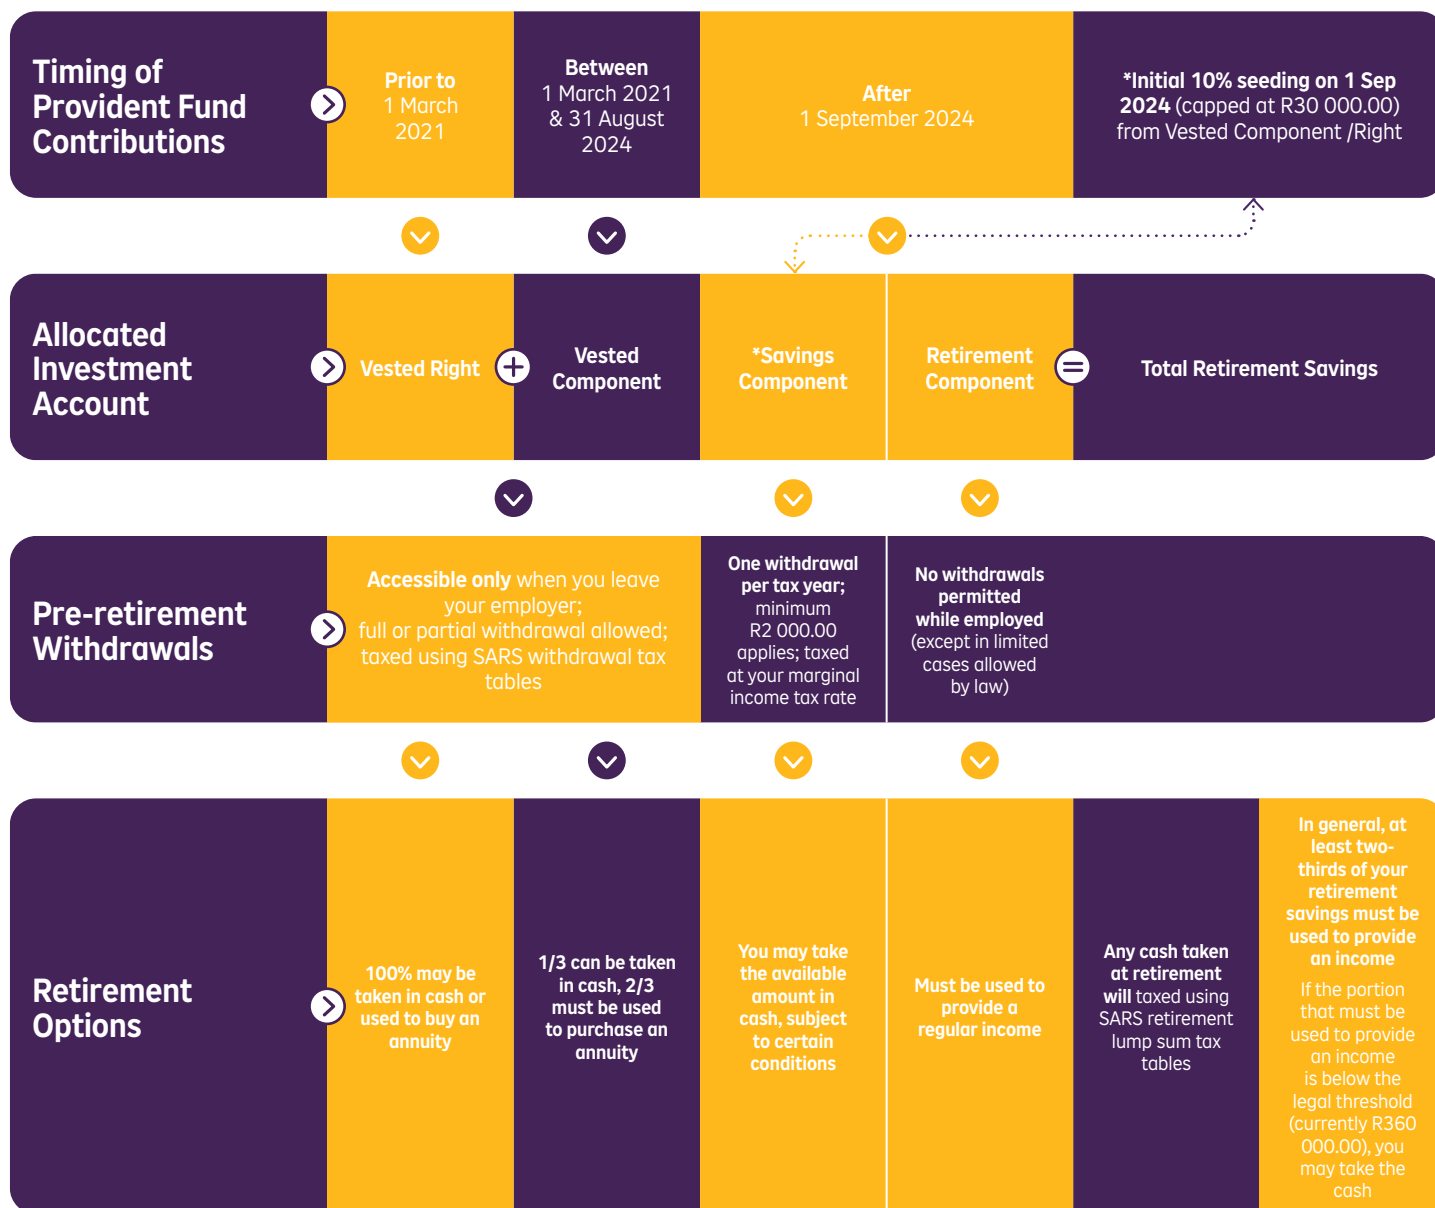 Timing of
Provident Fund
Contributions
Prior to
1 March
2021
Between
1 March 2021
& 31 August
2024
After
1 September 2024
*Initial 10% seeding on 1 Sep
2024 (capped at R30 000.00)
from Vested Component /Right
Allocated
Investment
Account
Vested Right
+
Vested
Component
*Savings
Component
Retirement
Component
=
Total Retirement Savings
Pre-retirement
Withdrawals
Accessible only when you leave
your employer;
full or partial withdrawal allowed;
taxed using SARS withdrawal tax
tables
One withdrawal
per tax year;
minimum
R2 000.00
applies; taxed
at your marginal
income tax rate
No withdrawals
permitted
while employed
(except in limited
cases allowed
by law)
Retirement
Options
100% may be
taken in cash or
used to buy an
annuity
1/3 can be taken
in cash, 2/3
must be used
to purchase an
annuity
You may take
the available
amount in
cash, subject
to certain
conditions
Must be used to
provide a
regular income
Any cash taken
at retirement
will taxed using
SARS retirement
lump sum tax
tables
In general, at
least two-
thirds of your
retirement
savings must be
used to provide
an income
If the portion
that must be
used to provide
an income
is below the
legal threshold
(currently R360
000.00), you
may take the
cash